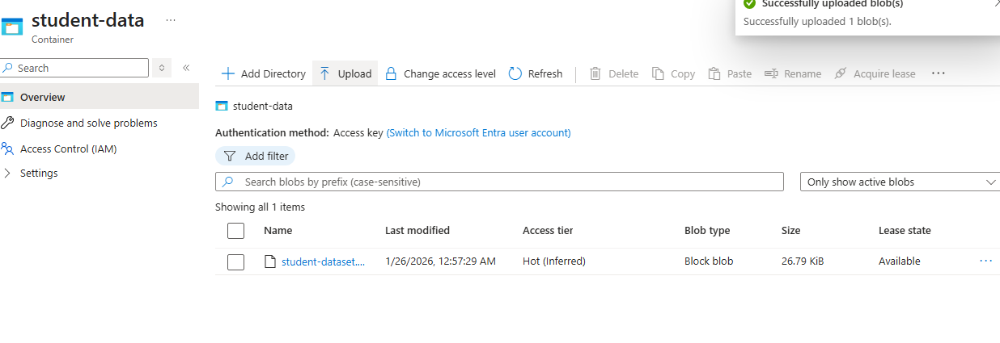 student-data ...
Container
Successfully uploaded blob(s)
Successfully uploaded 1 blob(s).
Search
Overview
Diagnose and solve problems
Access Control (IAM)
Settings
Add Directory Upload Change access level Refresh Delete Copy Paste Rename Acquire lease ...
student-data
Authentication method: Access key (Switch to Microsoft Entra user account)
Add filter
Search blobs by prefix (case-sensitive) Only show active blobs
Showing all 1 items
Name Last modified Access tier Blob type Size Lease state
student-dataset.... 1/26/2026, 12:57:29 AM Hot (Inferred) Block blob 26.79 KiB Available ...